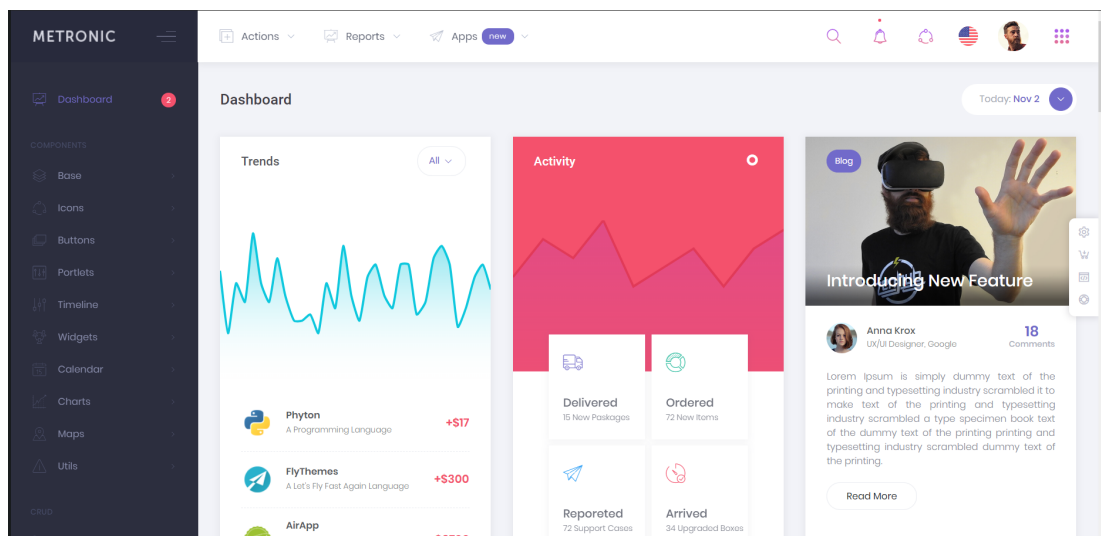 METRONIC
Actions
Reports
Apps new
Dashboard 2
COMPONENTS
Base
Icons
Buttons
Portlets
Timeline
Widgets
Calendar
Charts
Maps
Utils
CRUD
Dashboard
Today: Nov 2
Trends
All
Phyton
A Programming Language
+$17
FlyThemes
A Let's Fly Fast Again Language
+$300
AirApp
Activity
Delivered
15 New Paskages
Ordered
72 New Items
Reporeted
72 Support Cases
Arrived
34 Upgraded Boxes
Blog
Introducing New Feature
Anna Krox
UX/UI Designer, Google
18
Comments
Lorem Ipsum is simply dummy text of the
printing and typesetting industry scrambled it to
make text of the printing and typesetting
industry scrambled a type specimen book text
of the dummy text of the printing printing and
typesetting industry scrambled dummy text of
the printing.
Read More